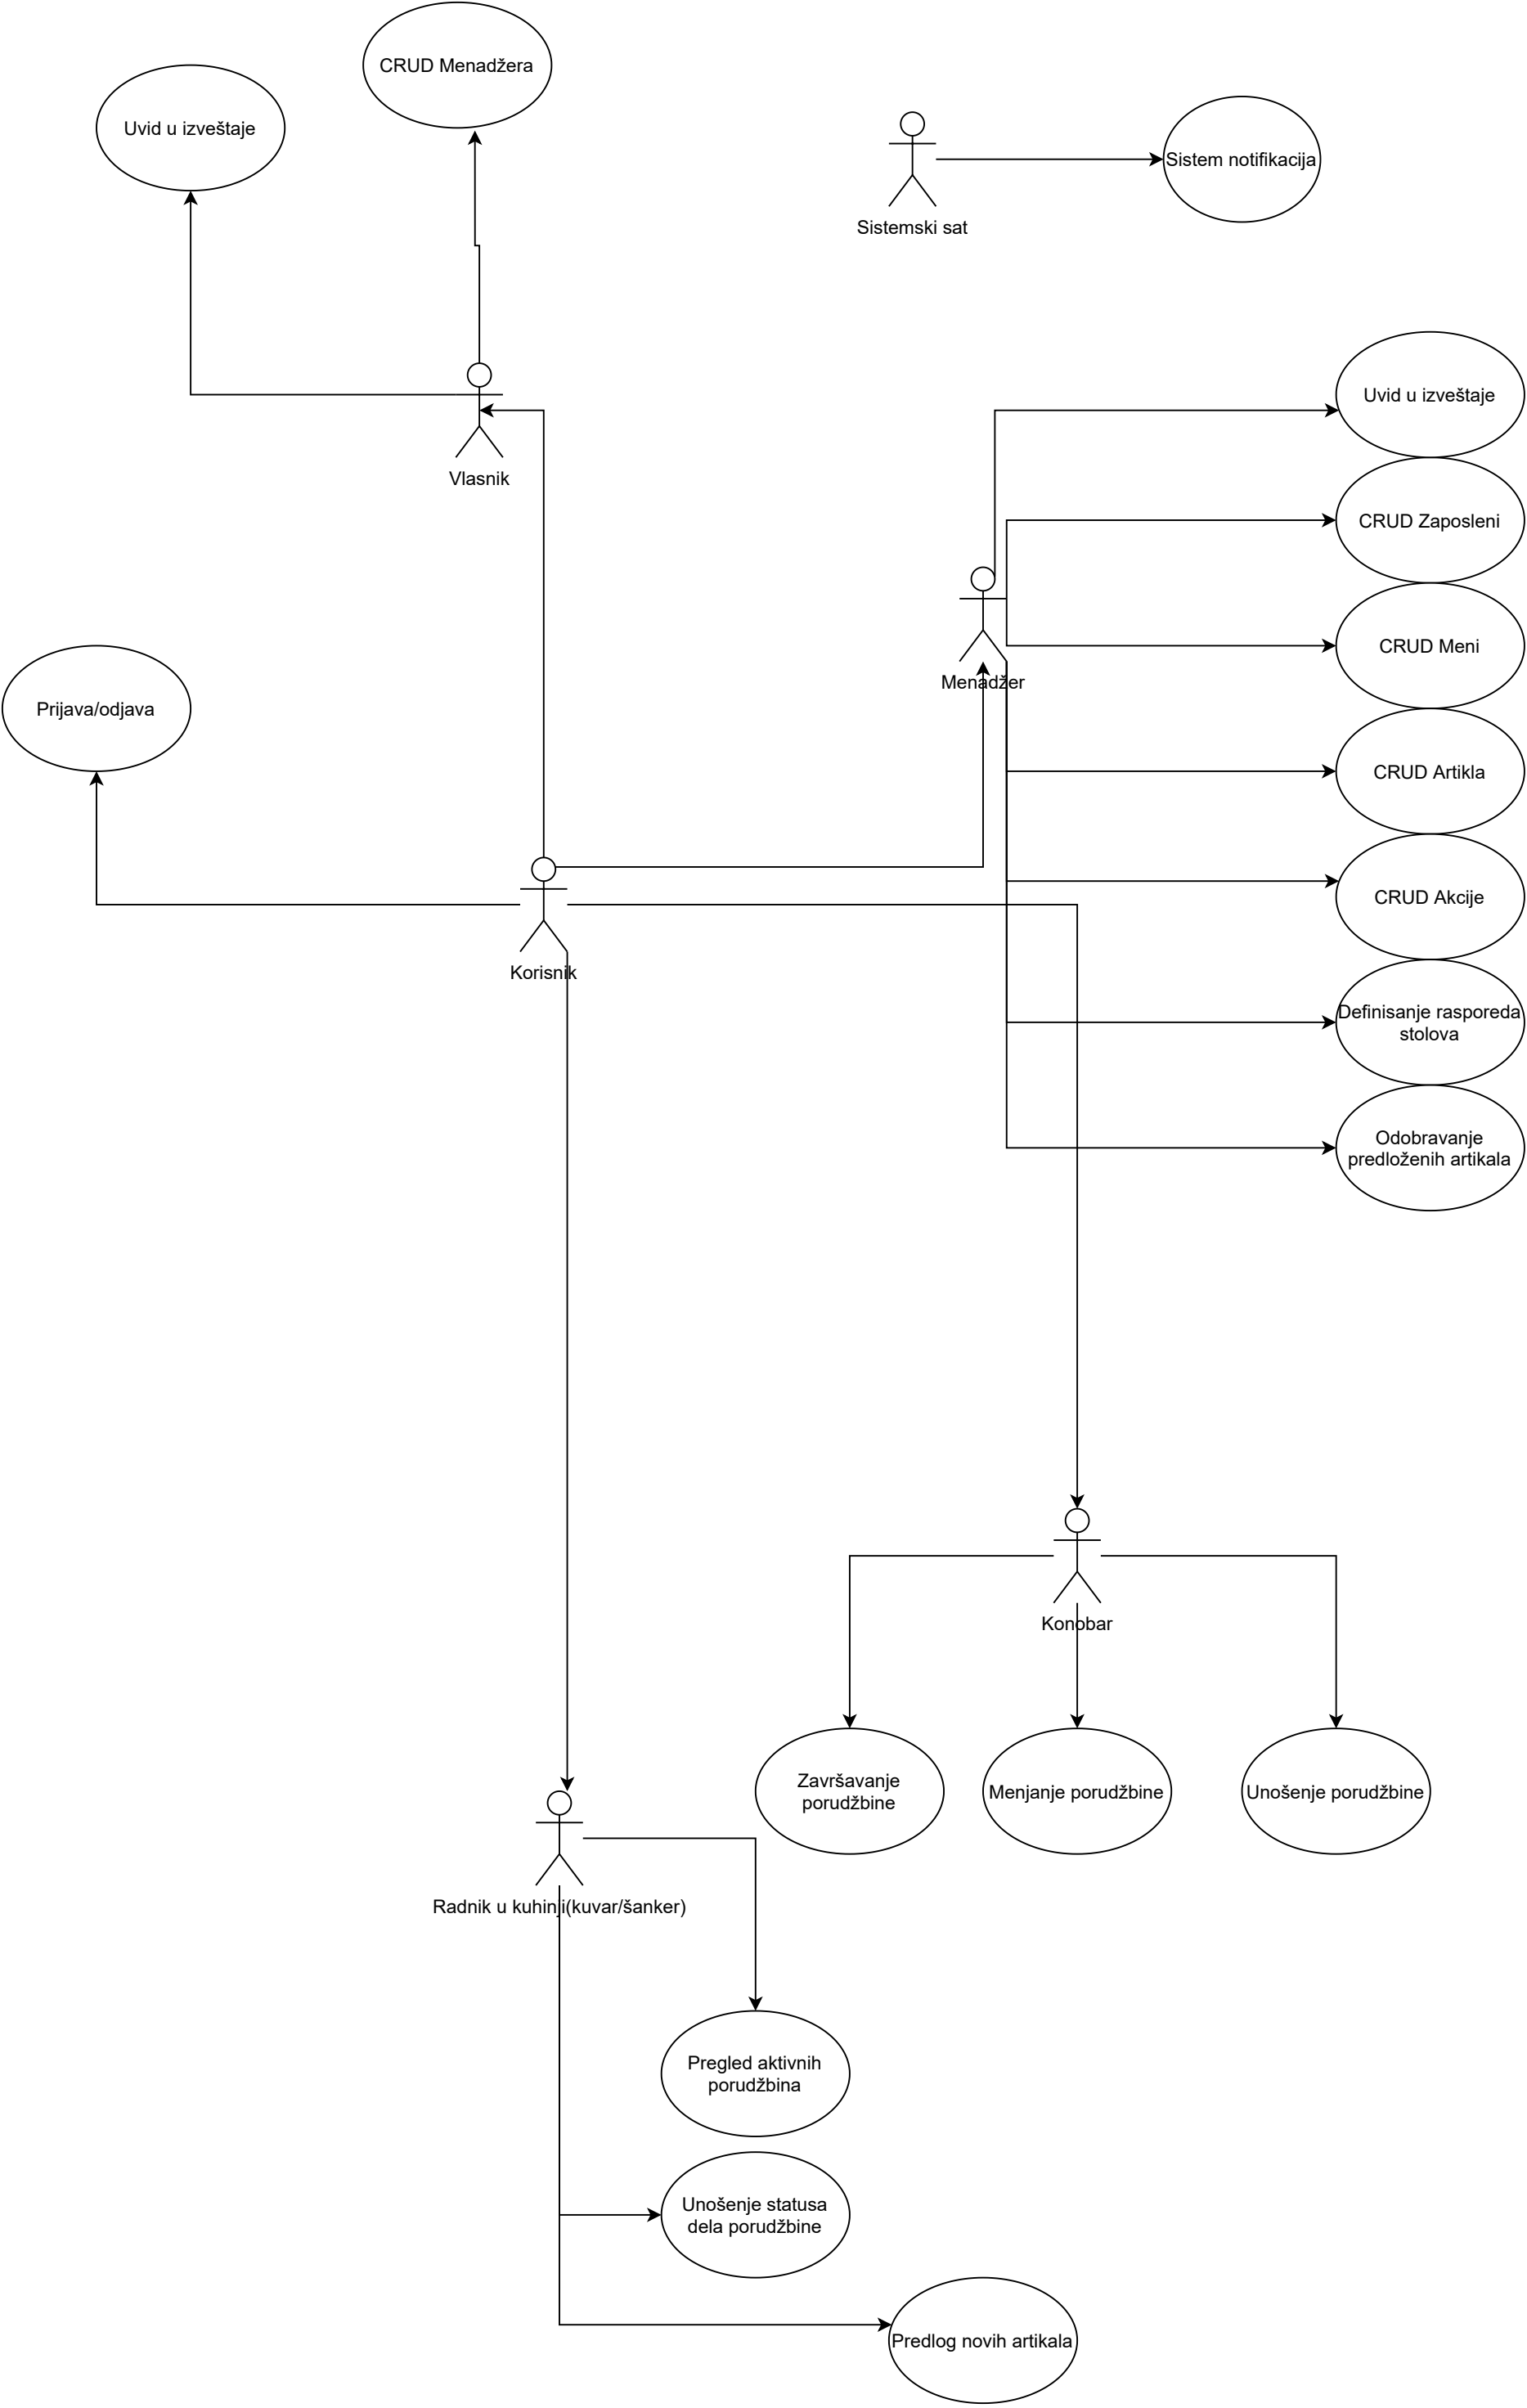 CRUD Menadžera
Uvid u izveštaje
Sistem notifikacija
Sistemski sat
Uvid u izveštaje
Vlasnik
CRUD Zaposleni
CRUD Meni
Menadžer
Prijava/odjava
CRUD Artikla
CRUD Akcije
Korisnik
Definisanje rasporeda
stolova
Odobravanje
predloženih artikala
Konobar
Završavanje
porudžbine
Menjanje porudžbine
Unošenje porudžbine
Radnik u kuhinji(kuvar/šanker)
Pregled aktivnih
porudžbina
Unošenje statusa
dela porudžbine
Predlog novih artikala